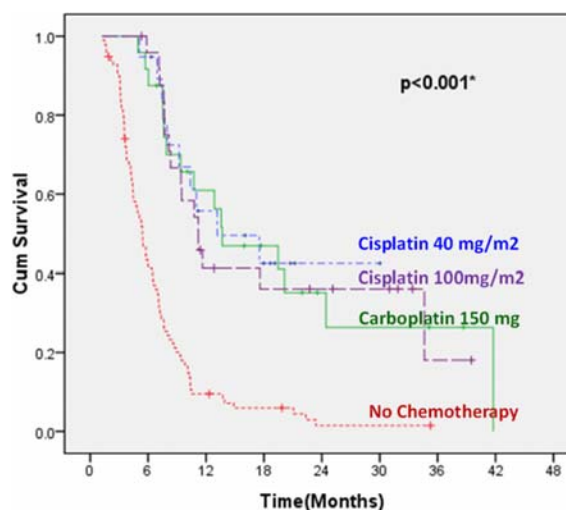 1.0
p<0.001*
0.8
0.6
Cum Survival
Cisplatin 40 mg/m2
0.4
Cisplatin 100mg/m2
Carboplatin 150 mg
0.2
No Chemotherapy
0.0
0 6 12 18 24 30 36 42 48
Time(Months)